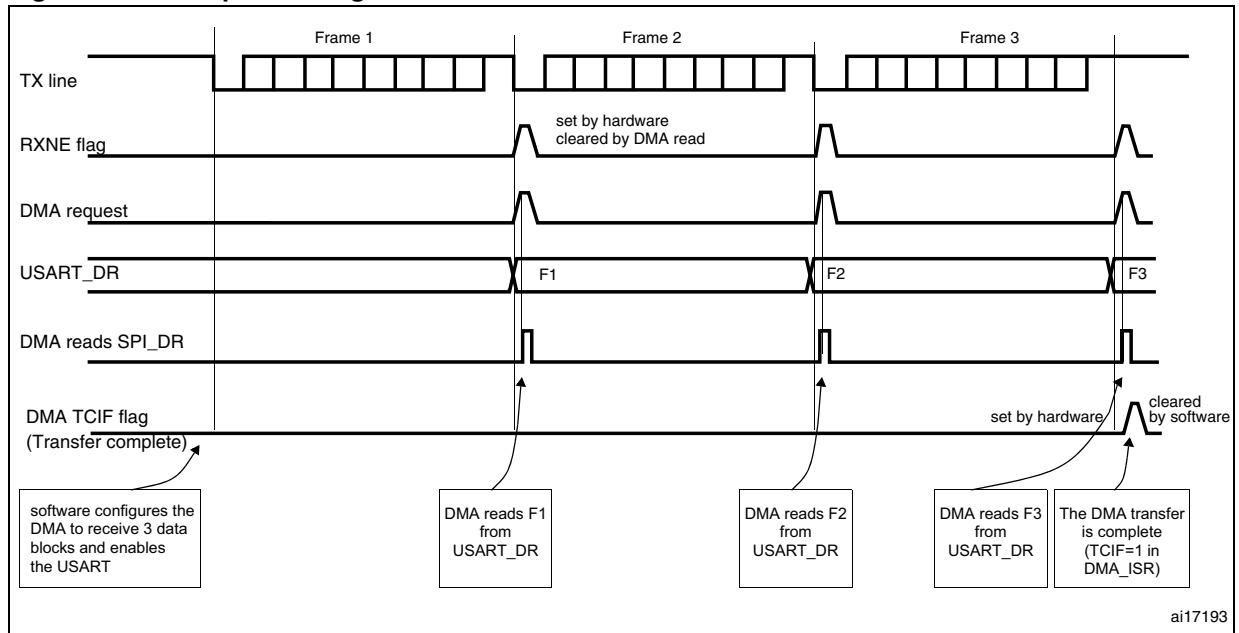 Frame 1
Frame 2
Frame 3
TX line
set by hardware
cleared by DMA read
RXNE flag
DMA request
USART_DR
F1
F2
F3
DMA reads SPI_DR
DMA TCIF flag
(Transfer complete)
set by hardware
cleared
by software
software configures the
DMA to receive 3 data
blocks and enables
the USART
DMA reads F1
from
USART_DR
DMA reads F2
from
USART_DR
DMA reads F3
from
USART_DR
The DMA transfer
is complete
(TCIF=1 in
DMA_ISR)
ai17193